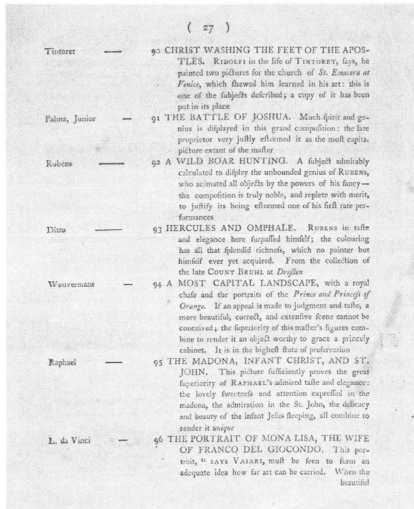 ( 27 )
Tintoret — 90 CHRIST WASHING THE FEET OF THE APOS-
TLES. RIDOLFI in the life of TINTORET, ſays, he
painted two pictures for the church of St. Ermacora at
Venice, which ſhewed him learned in his art: this is
one of the ſubjects deſcribed; a copy of it has been
put in its place
Palma, Junior — 91 THE BATTLE OF JOSHUA. Much ſpirit and ge-
nius is diſplayed in this grand compoſition: the late
proprietor very juſtly eſteemed it as the moſt capita.
picture extant of the maſter
Rubens — 92 A WILD BOAR HUNTING. A ſubject admirably
calculated to diſplay the unbounded genius of RUBENS,
who animated all objects by the powers of his fancy—
the compoſition is truly noble, and replete with merit,
to juſtify its being eſteemed one of his firſt rate per-
formances
Ditto — 93 HERCULES AND OMPHALE. RUBENS in taſte
and elegance here ſurpaſſed himſelf; the colouring
has all that ſplendid richneſs, which no painter but
himſelf ever yet acquired. From the collection of
the late COUNT BRUHL at Dreſden
Wouvermans — 94 A MOST CAPITAL LANDSCAPE, with a royal
chaſe and the portraits of the Prince and Princeſs of
Orange. If an appeal is made to judgment and taſte, a
more beautiful, correct, and extenſive ſcene cannot be
conceived; the ſuperiority of this maſter's figures com-
bine to render it an object worthy to grace a princely
cabinet. It is in the higheſt ſtate of preſervation
Raphael — 95 THE MADONA, INFANT CHRIST, AND ST.
JOHN. This picture ſufficiently proves the great
ſuperiority of RAPHAEL's admired taſte and elegance:
the lovely ſweetneſs and attention expreſſed in the
madona, the admiration in the St. John, the delicacy
and beauty of the infant Jeſus ſleeping, all combine to
render it unique
L. da Vinci — 96 THE PORTRAIT OF MONA LISA, THE WIFE
OF FRANCO DEL GIOCONDO. This por-
trait, " SAYS VASARI, muſt be ſeen to form an
adequate idea how far art can be carried. When the
beautiful